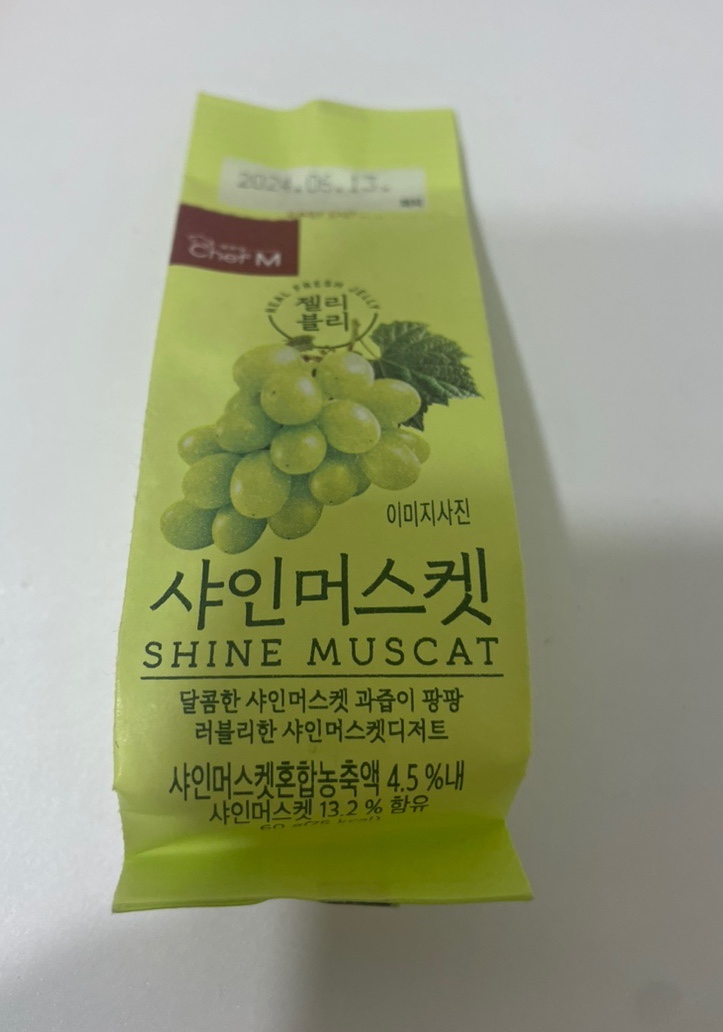 Chef M
REAL FRESH JELLY
젤리
블리
이미지사진
샤인머스켓
SHINE MUSCAT
달콤한 샤인머스켓 과즙이 팡팡
러블리한 샤인머스켓디저트
샤인머스켓혼합농축액 4.5 %내
샤인머스켓 13.2 % 함유